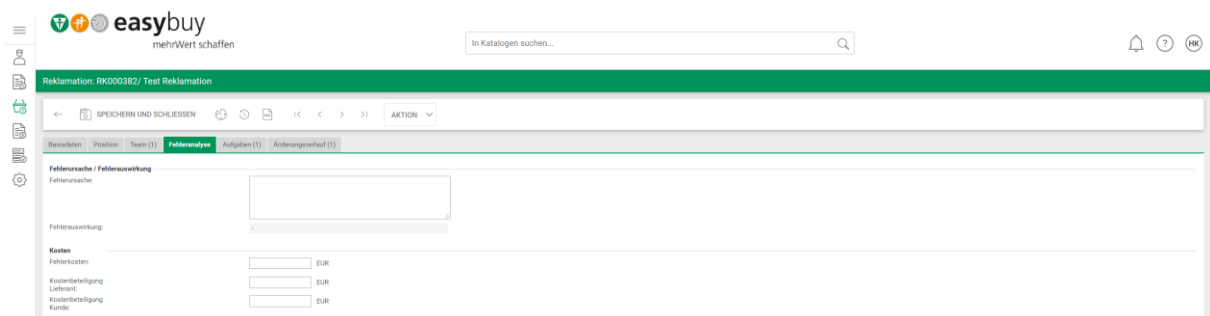 easybuy
mehrWert schaffen
In Katalogen suchen...
?
HK
Reklamation: RK000382/ Test Reklamation
← SPEICHERN UND SCHLIESSEN |< < > >| AKTION
Basisdaten Position Team (1) Fehleranalyse Aufgaben (1) Änderungsverlauf (1)
Fehlerursache / Fehlerauswirkung
Fehlerursache:
Fehlerauswirkung: -
Kosten
Fehlerkosten: EUR
Kostenbeteiligung
Lieferant: EUR
Kostenbeteiligung
Kunde: EUR